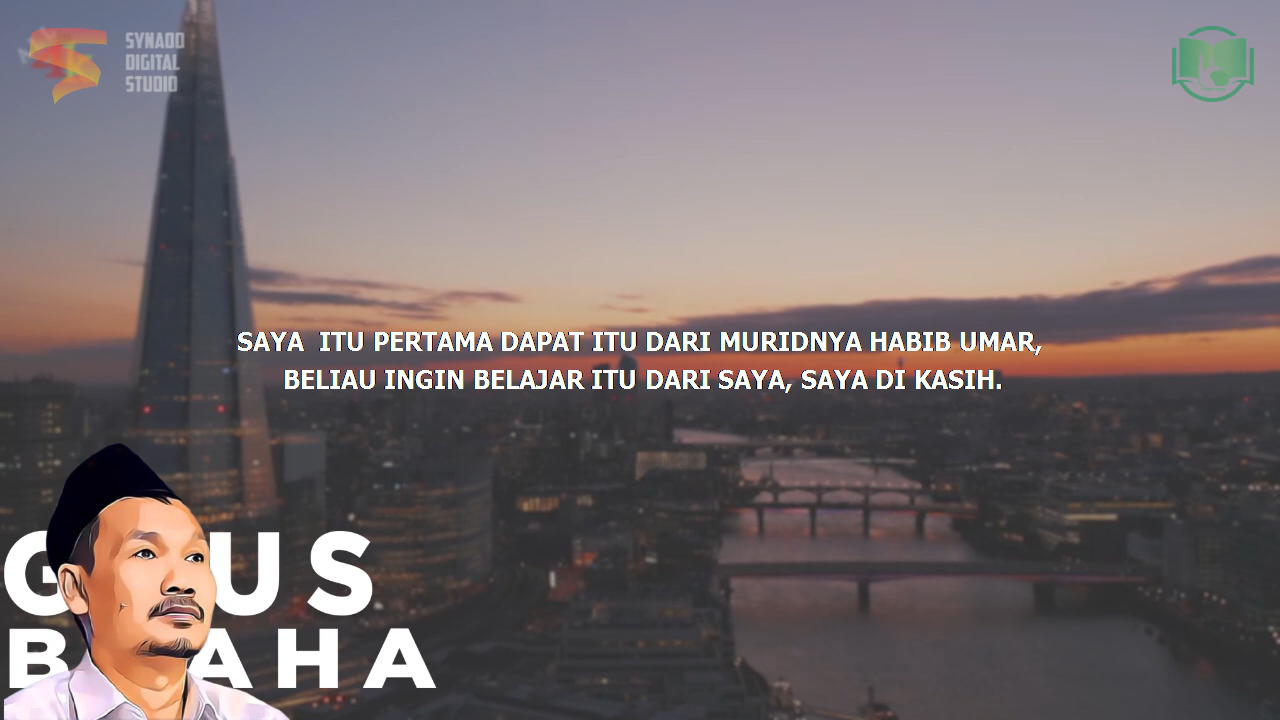 SYNADD
DIGITAL
STUDIO
SAYA  ITU PERTAMA DAPAT ITU DARI MURIDNYA HABIB UMAR,
BELIAU INGIN BELAJAR ITU DARI SAYA, SAYA DI KASIH.
GUS
BAHA